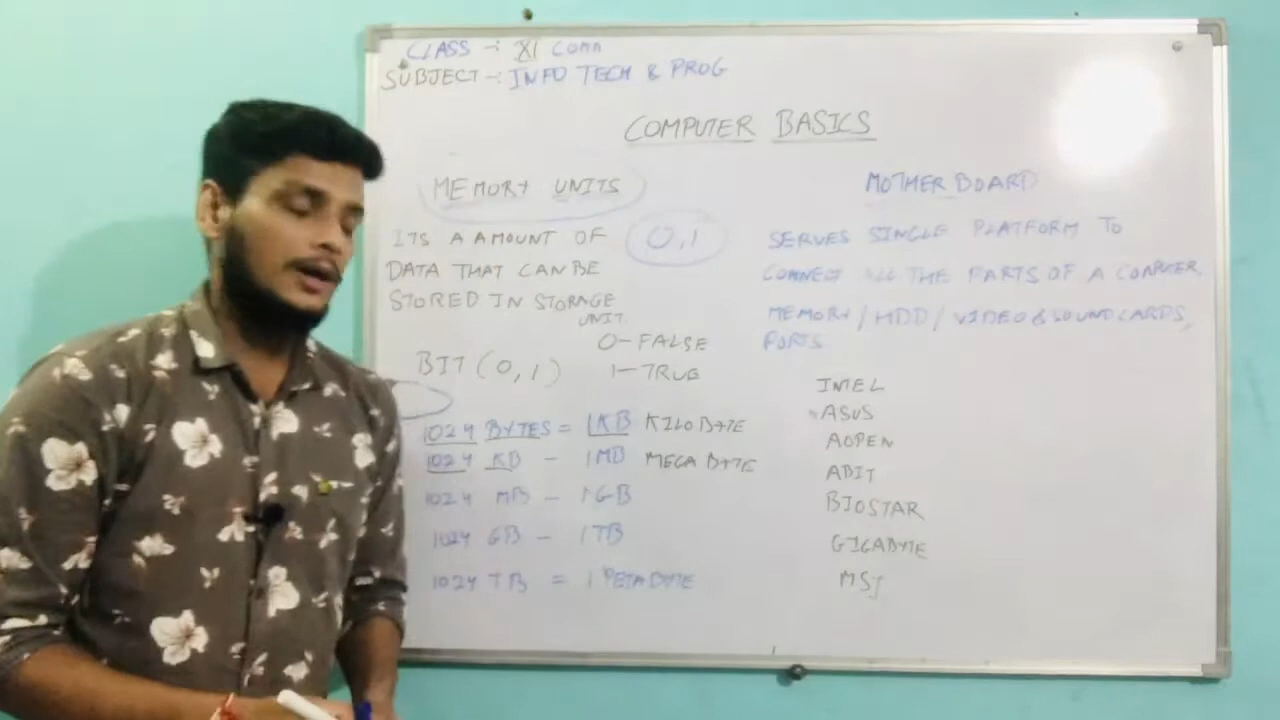 CLASS -: XI COMM
SUBJECT -: INFO TECH & PROG
COMPUTER BASICS
MEMORY UNITS
ITS A AMOUNT OF
DATA THAT CAN BE
STORED IN STORAGE
UNIT.
0,1
BIT (0,1)
0-FALSE
1-TRUE
1024 BYTES = 1KB KILOBYTE
1024 KB - 1MB MEGA BYTE
1024 MB - 1GB
1024 GB - 1TB
1024 TB = 1 PETABYTE
MOTHER BOARD
SERVES SINGLE PLATFORM TO
CONNECT ALL THE PARTS OF A COMPUTER
MEMORY / HDD / VIDEO & SOUND CARDS,
PORTS
INTEL
ASUS
AOPEN
ABIT
BIOSTAR
GIGABYTE
MSI